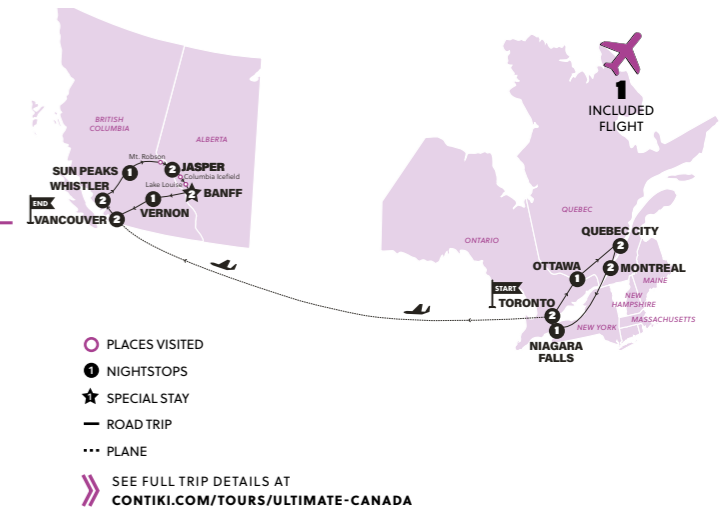 1
INCLUDED
FLIGHT
BRITISH
COLUMBIA
ALBERTA
Mt. Robson
SUN PEAKS
1
2
JASPER
Columbia Icefield
WHISTLER
2
Lake Louise
2
BANFF
1
VERNON
END
VANCOUVER
2
QUEBEC
ONTARIO
QUEBEC CITY
2
OTTAWA
1
2
MONTREAL
MAINE
START
TORONTO
2
NEW
HAMPSHIRE
MASSACHUSETTS
NEW YORK
1
NIAGARA
FALLS
PLACES VISITED
1 NIGHTSTOPS
1 SPECIAL STAY
ROAD TRIP
PLANE
SEE FULL TRIP DETAILS AT
CONTIKI.COM/TOURS/ULTIMATE-CANADA